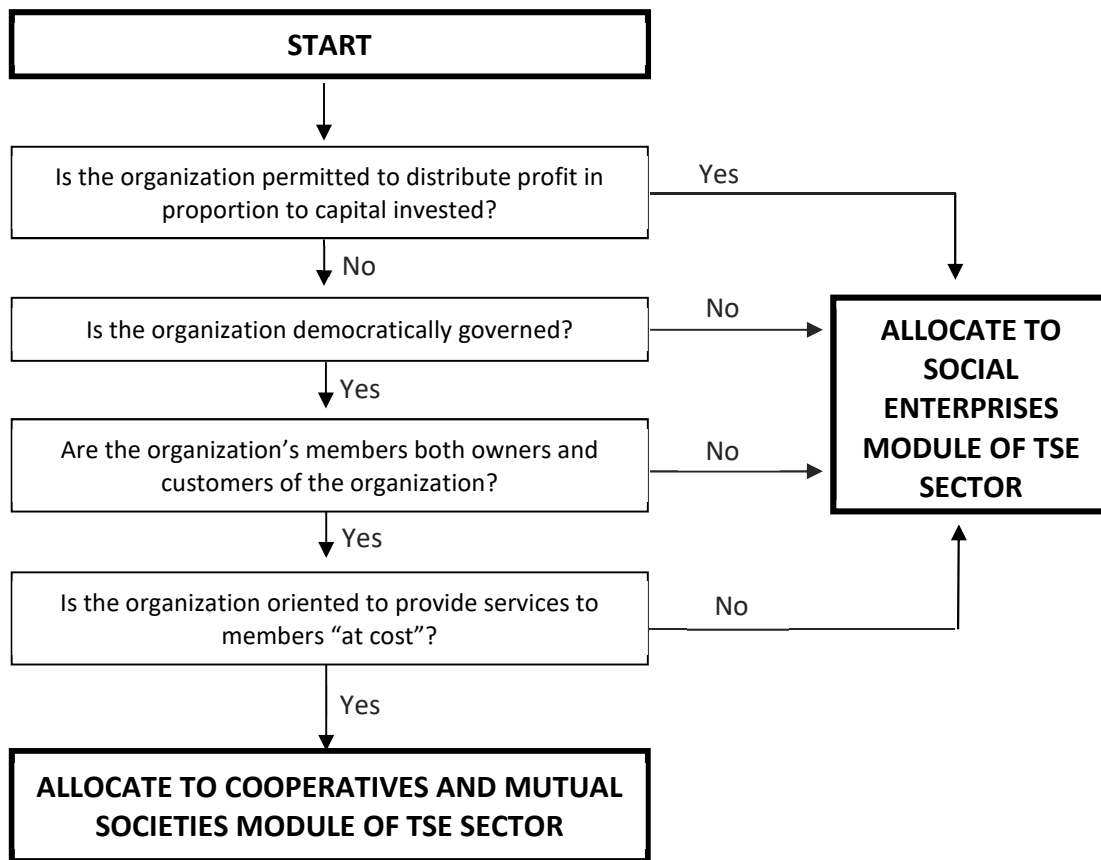 START
Is the organization permitted to distribute profit in
proportion to capital invested?
Yes
No
Is the organization democratically governed?
No
Yes
ALLOCATE TO
SOCIAL
ENTERPRISES
MODULE OF TSE
SECTOR
Are the organization’s members both owners and
customers of the organization?
No
Yes
Is the organization oriented to provide services to
members “at cost”?
No
Yes
ALLOCATE TO COOPERATIVES AND MUTUAL
SOCIETIES MODULE OF TSE SECTOR